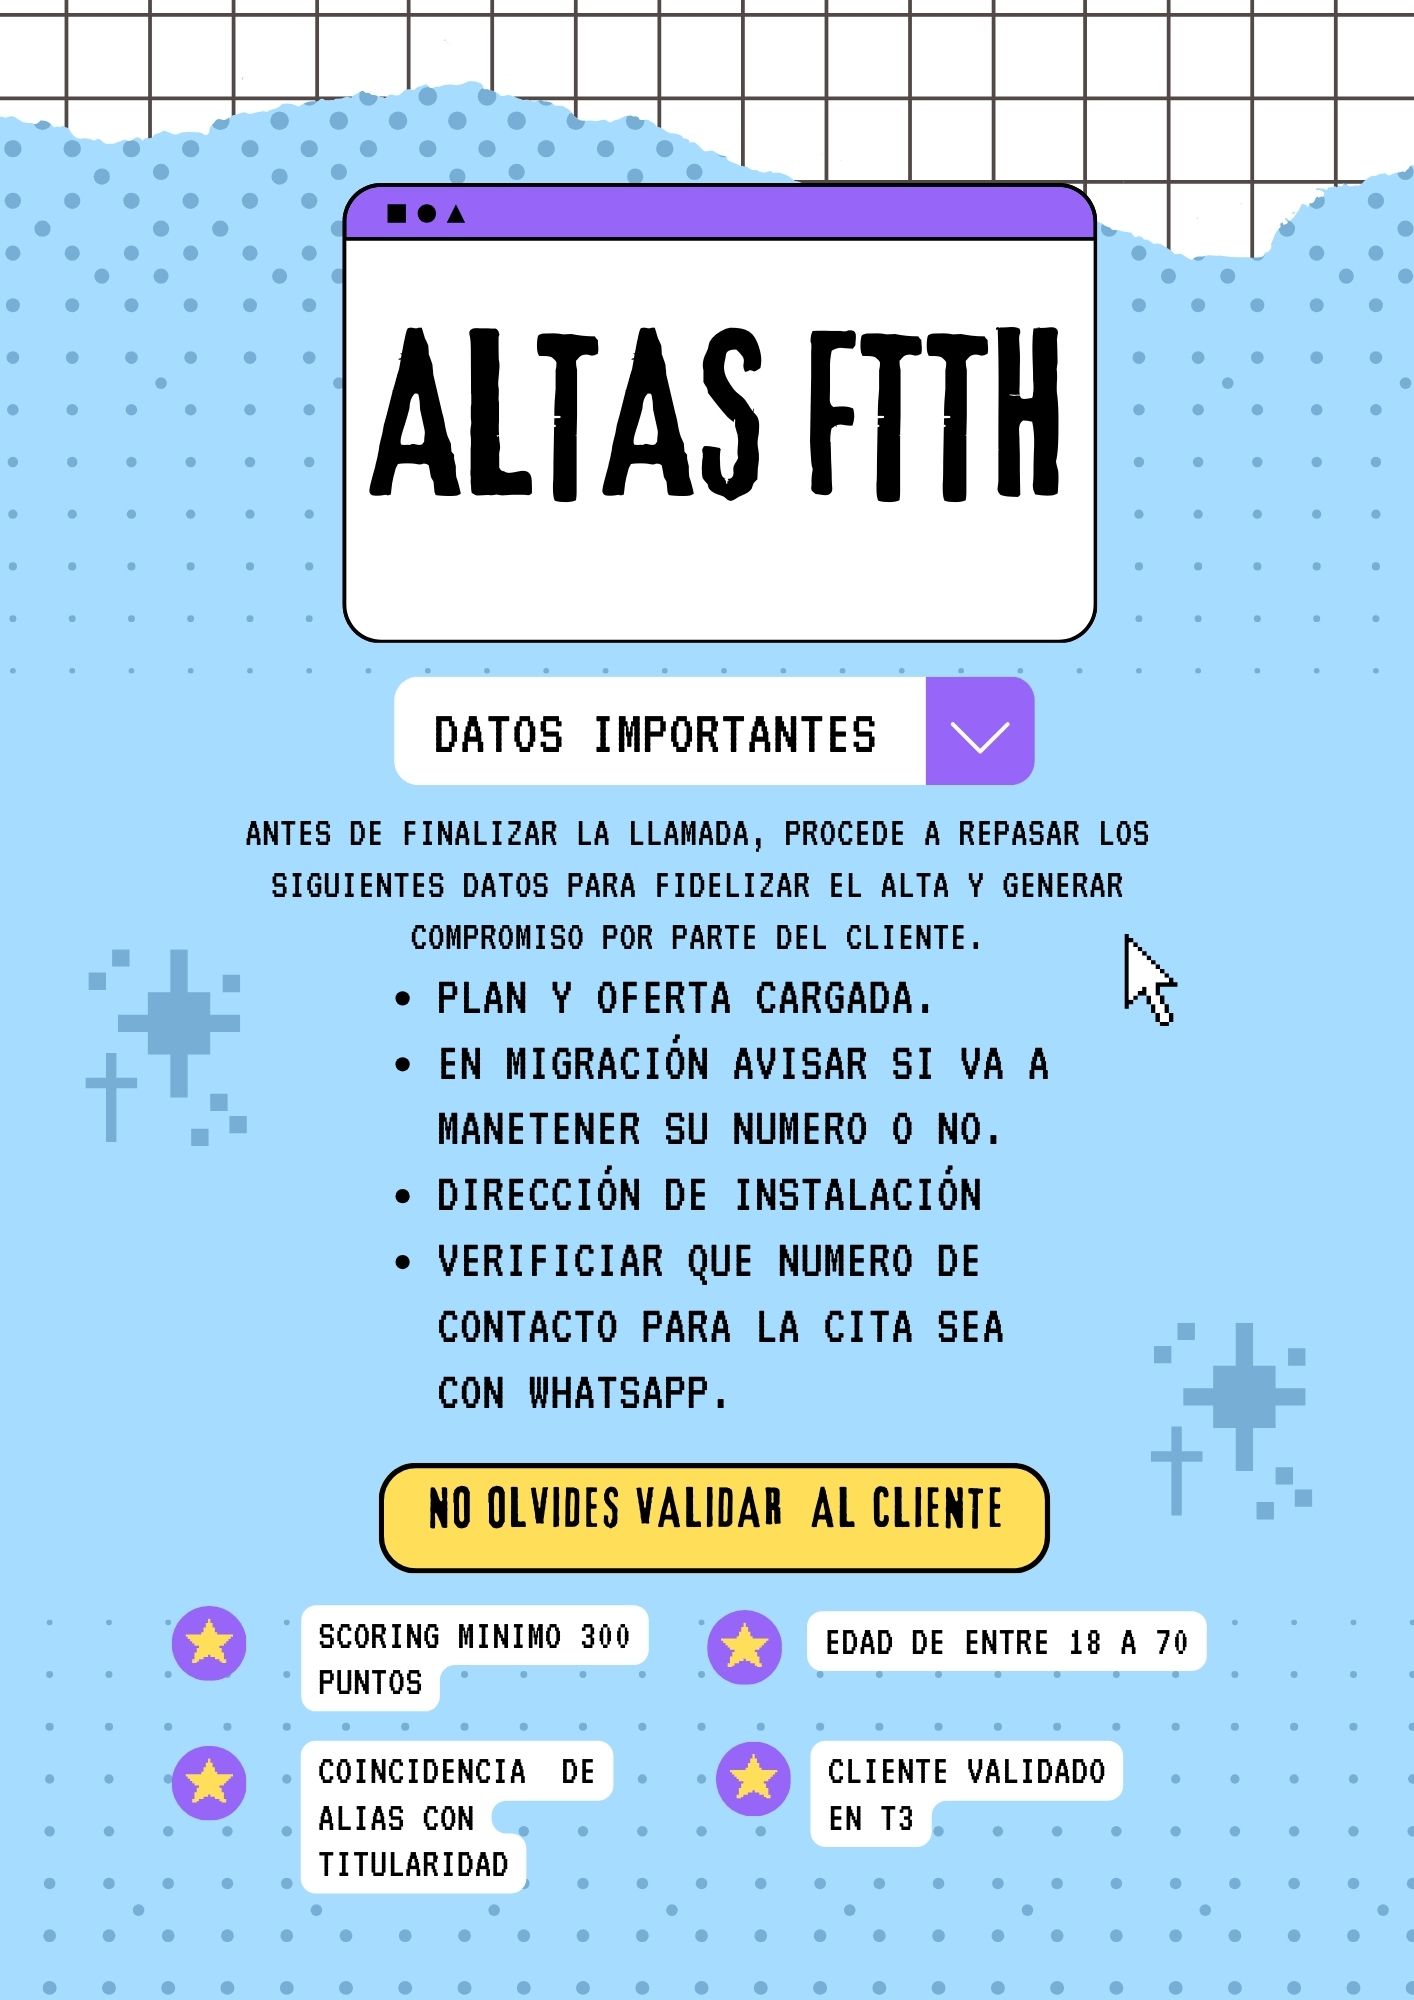 ALTAS FTTH
DATOS IMPORTANTES
ANTES DE FINALIZAR LA LLAMADA, PROCEDE A REPASAR LOS
SIGUIENTES DATOS PARA FIDELIZAR EL ALTA Y GENERAR
COMPROMISO POR PARTE DEL CLIENTE.
• PLAN Y OFERTA CARGADA.
• EN MIGRACIÓN AVISAR SI VA A
MANETENER SU NUMERO O NO.
• DIRECCIÓN DE INSTALACIÓN
• VERIFICIAR QUE NUMERO DE
CONTACTO PARA LA CITA SEA
CON WHATSAPP.
NO OLVIDES VALIDAR AL CLIENTE
SCORING MINIMO 300
PUNTOS
EDAD DE ENTRE 18 A 70
COINCIDENCIA DE
ALIAS CON
TITULARIDAD
CLIENTE VALIDADO
EN T3